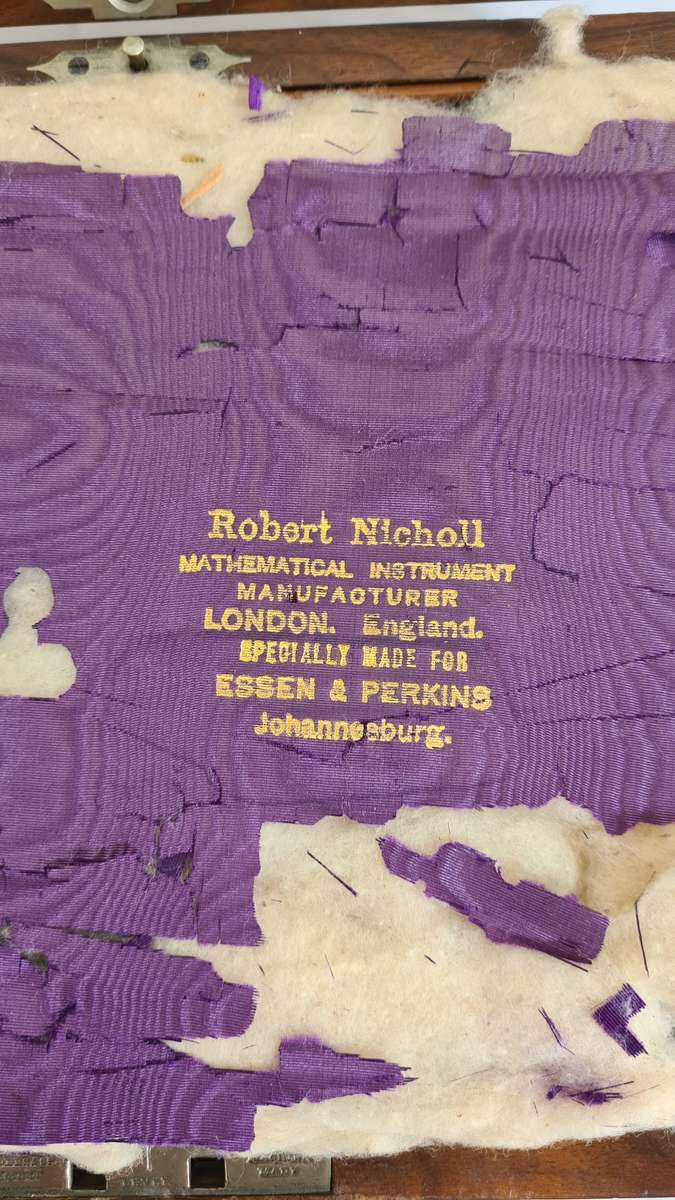 Robert Nicholl
MATHEMATICAL INSTRUMENT
MANUFACTURER
LONDON. England.
SPECIALLY MADE FOR
ESSEN & PERKINS
Johannesburg.